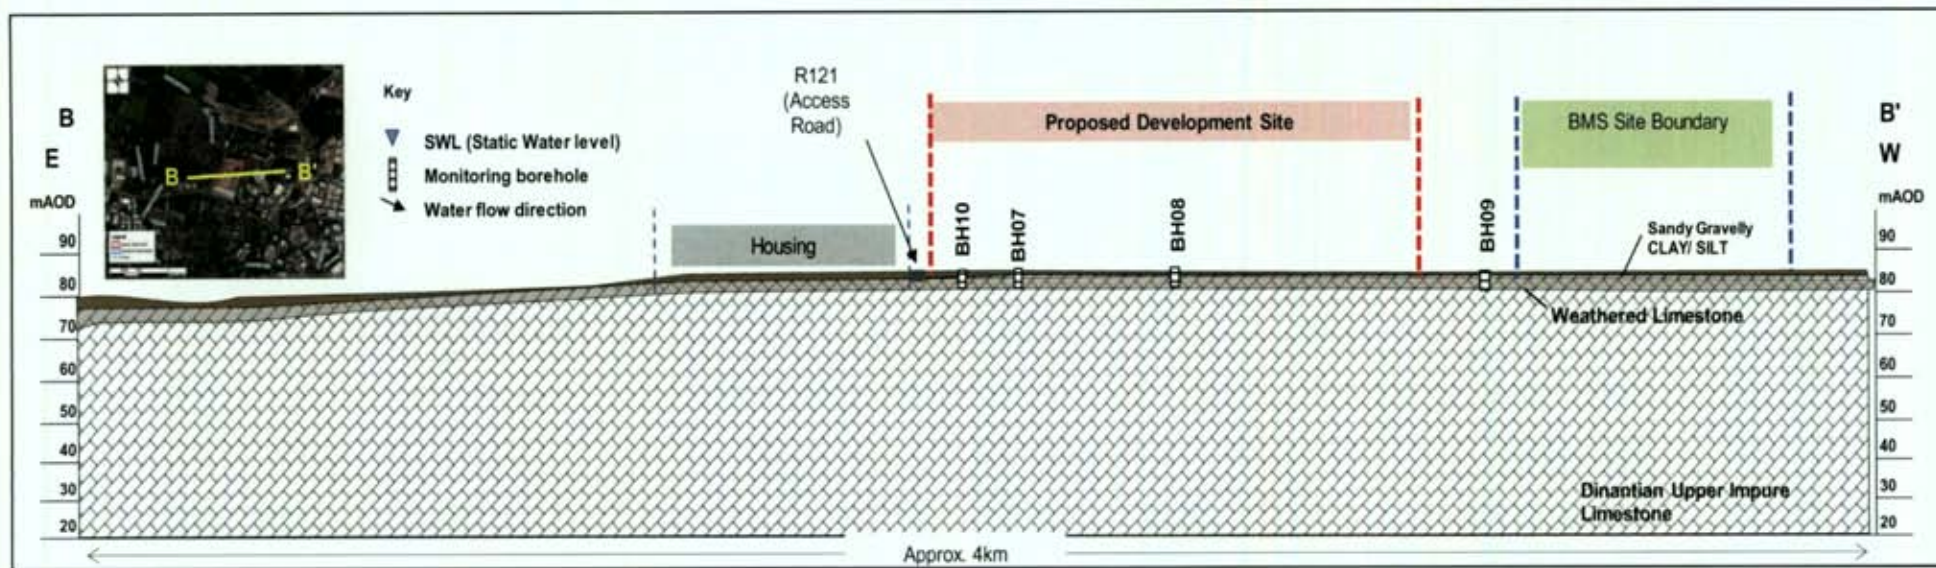 B
E
mAOD
90
80
70
60
50
40
30
20
B
B'
Key
SWL (Static Water level)
Monitoring borehole
Water flow direction
Housing
R121
(Access
Road)
Proposed Development Site
BMS Site Boundary
BH10
BH07
BH08
BH09
Sandy Gravelly
CLAY/ SILT
Weathered Limestone
Dinantian Upper Impure
Limestone
B'
W
mAOD
90
80
70
60
50
40
30
20
Approx. 4km